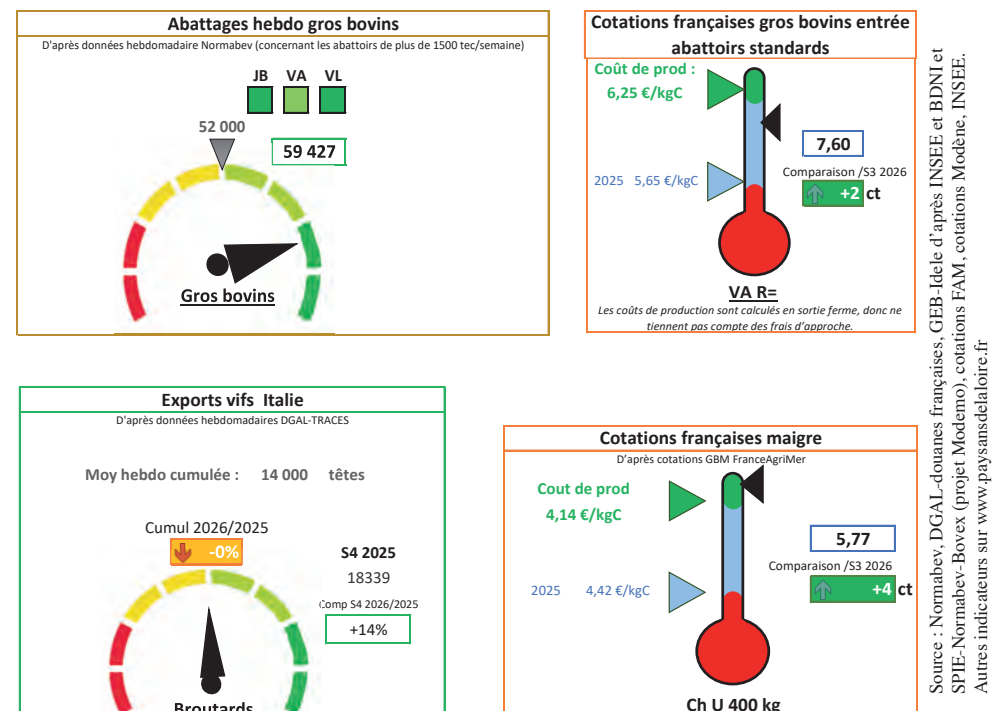 Abattages hebdo gros bovins
D'après données hebdomadaire Normabev (concernant les abattoirs de plus de 1500 tec/semaine)
JB VA VL
52 000
59 427
Gros bovins
Cotations françaises gros bovins entrée
abattoirs standards
Coût de prod :
6,25 €/kgC
7,60
Comparaison /S3 2026
2025 5,65 €/kgC
+2 ct
VA R=
Les coûts de production sont calculés en sortie ferme, donc ne
tiennent pas compte des frais d'approche.
Exports vifs Italie
D'après données hebdomadaires DGAL-TRACES
Moy hebdo cumulée : 14 000 têtes
Cumul 2026/2025
-0%
S4 2025
18339
Comp S4 2026/2025
+14%
Broutards
Cotations françaises maigre
D'après cotations GBM FranceAgriMer
Cout de prod
4,14 €/kgC
5,77
Comparaison /S3 2026
2025 4,42 €/kgC
+4 ct
Ch U 400 kg
Source : Normabev, DGAL-douanes françaises, GEB-Idele d'après INSEE et BDNI et
SPIE-Normabev-Bovex (projet Modemo), cotations FAM, cotations Modène, INSEE.
Autres indicateurs sur www.paysansdelaloire.fr